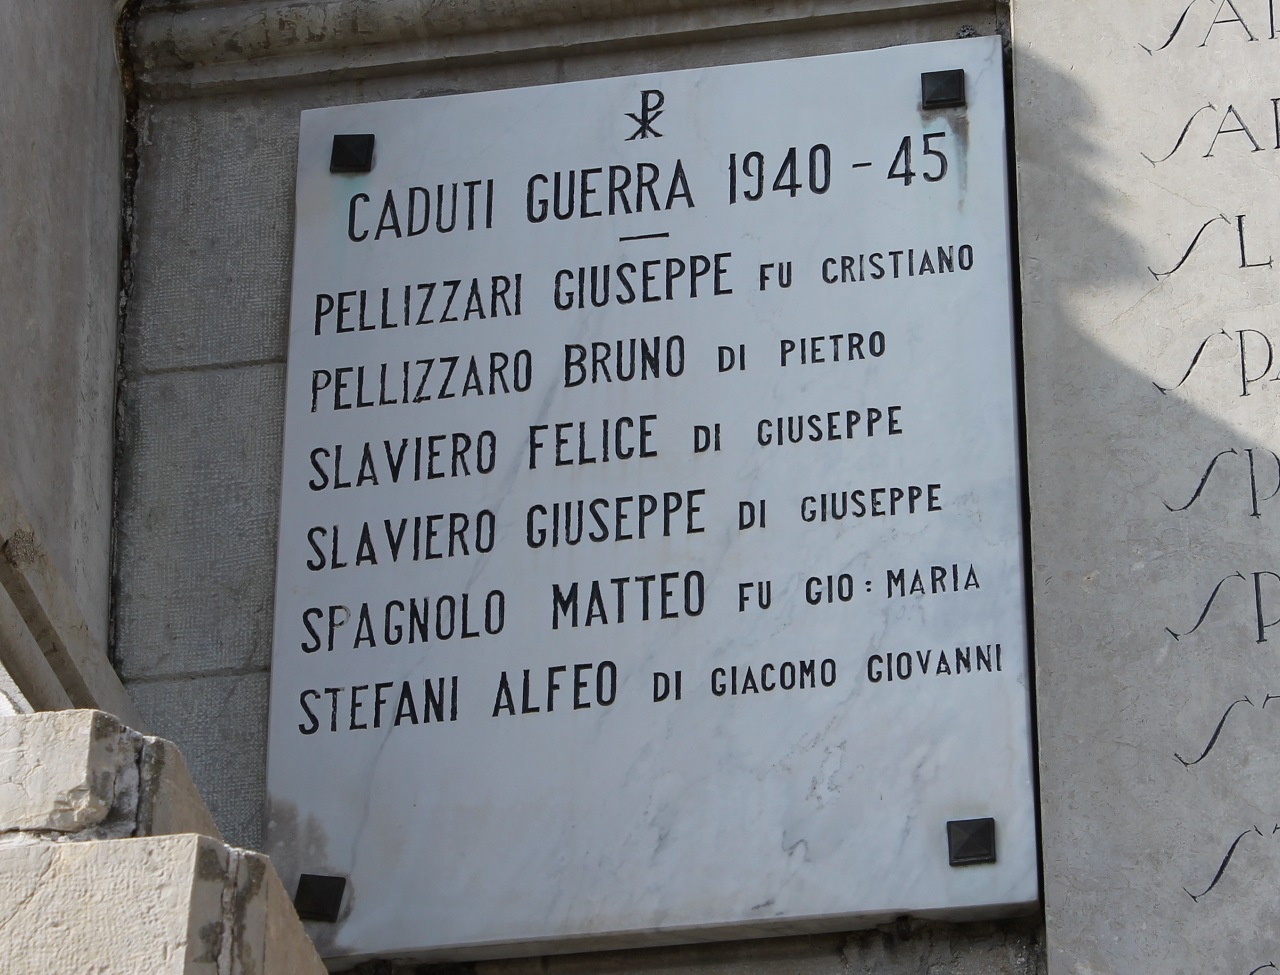 CADUTI GUERRA 1940 - 45
PELLIZZARI GIUSEPPE FU CRISTIANO
PELLIZZARO BRUNO DI PIETRO
SLAVIERO FELICE DI GIUSEPPE
SLAVIERO GIUSEPPE DI GIUSEPPE
SPAGNOLO MATTEO FU GIO: MARIA
STEFANI ALFEO DI GIACOMO GIOVANNI